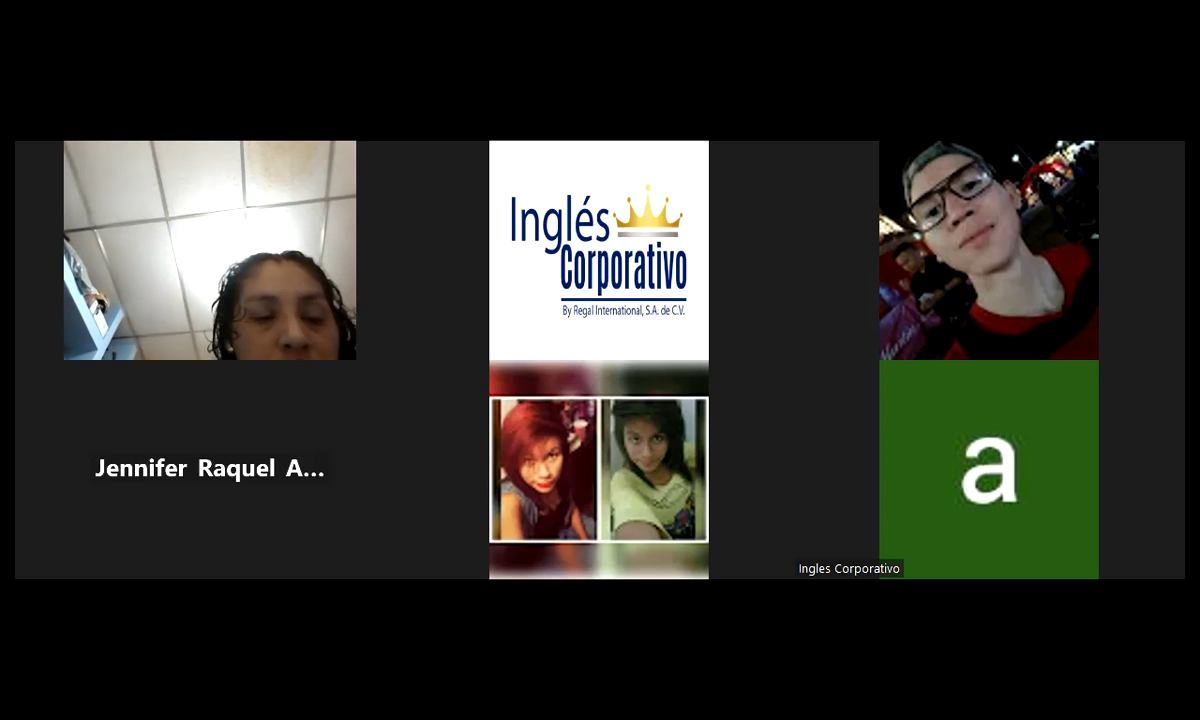 Inglés
Corporativo
By Regal International, S.A. de C.V.
Jennifer Raquel A...
a
Ingles Corporativo